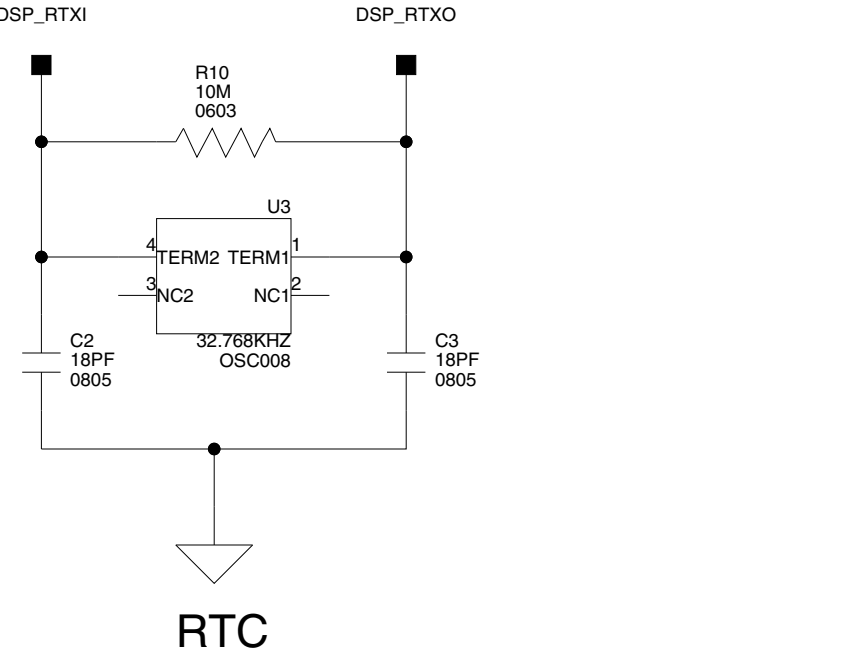 DSP_RTXI
DSP_RTXO
R10
10M
0603
U3
4
TERM2
TERM1
1
3
NC2
NC1
2
32.768KHZ
OSC008
C2
18PF
0805
C3
18PF
0805
RTC